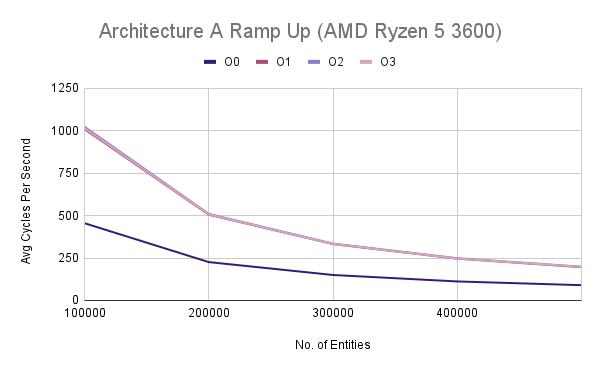 Architecture A Ramp Up (AMD Ryzen 5 3600)
O0 O1 O2 O3
1250
1000
750
500
250
0
Avg Cycles Per Second
100000 200000 300000 400000
No. of Entities